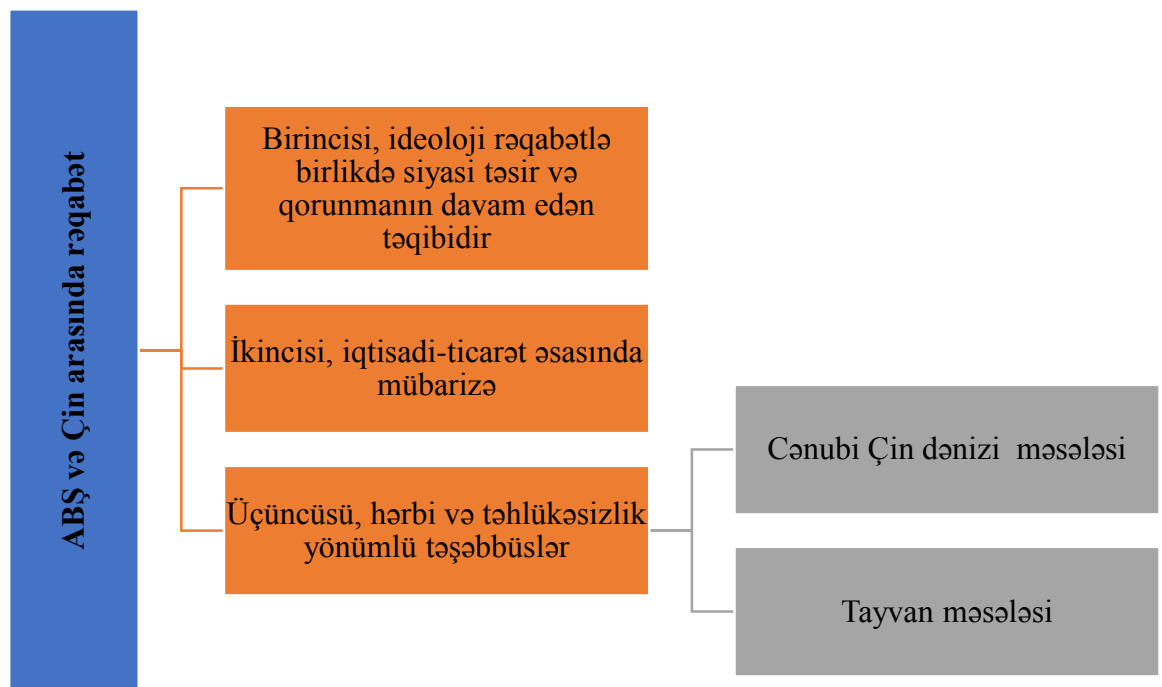 ABŞ və Çin arasında rəqabət
Birincisi, ideoloji rəqabətlə
birlikdə siyasi təsir və
qorunmanın davam edən
təqibidir
İkincisi, iqtisadi-ticarət əsasında
mübarizə
Üçüncüsü, hərbi və təhlükəsizlik
yönümlü təşəbbüslər
Cənubi Çin dənizi məsələsi
Tayvan məsələsi